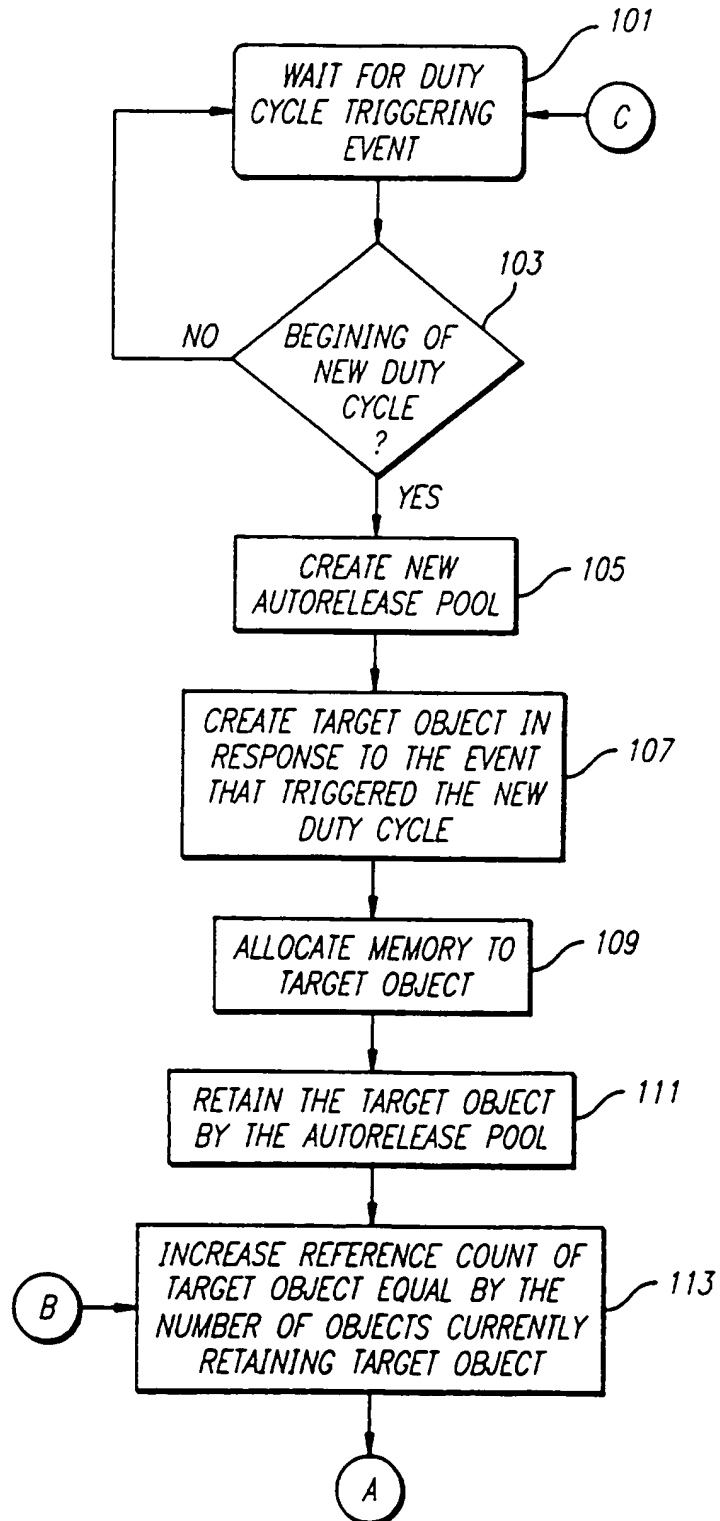 101
WAIT FOR DUTY
CYCLE TRIGGERING
EVENT
C
103
NO
BEGINING OF
NEW DUTY
CYCLE
?
YES
CREATE NEW
AUTORELEASE POOL
105
CREATE TARGET OBJECT IN
RESPONSE TO THE EVENT
THAT TRIGGERED THE NEW
DUTY CYCLE
107
ALLOCATE MEMORY TO
TARGET OBJECT
109
RETAIN THE TARGET OBJECT
BY THE AUTORELEASE POOL
111
INCREASE REFERENCE COUNT OF
TARGET OBJECT EQUAL BY THE
NUMBER OF OBJECTS CURRENTLY
RETAINING TARGET OBJECT
113
B
A